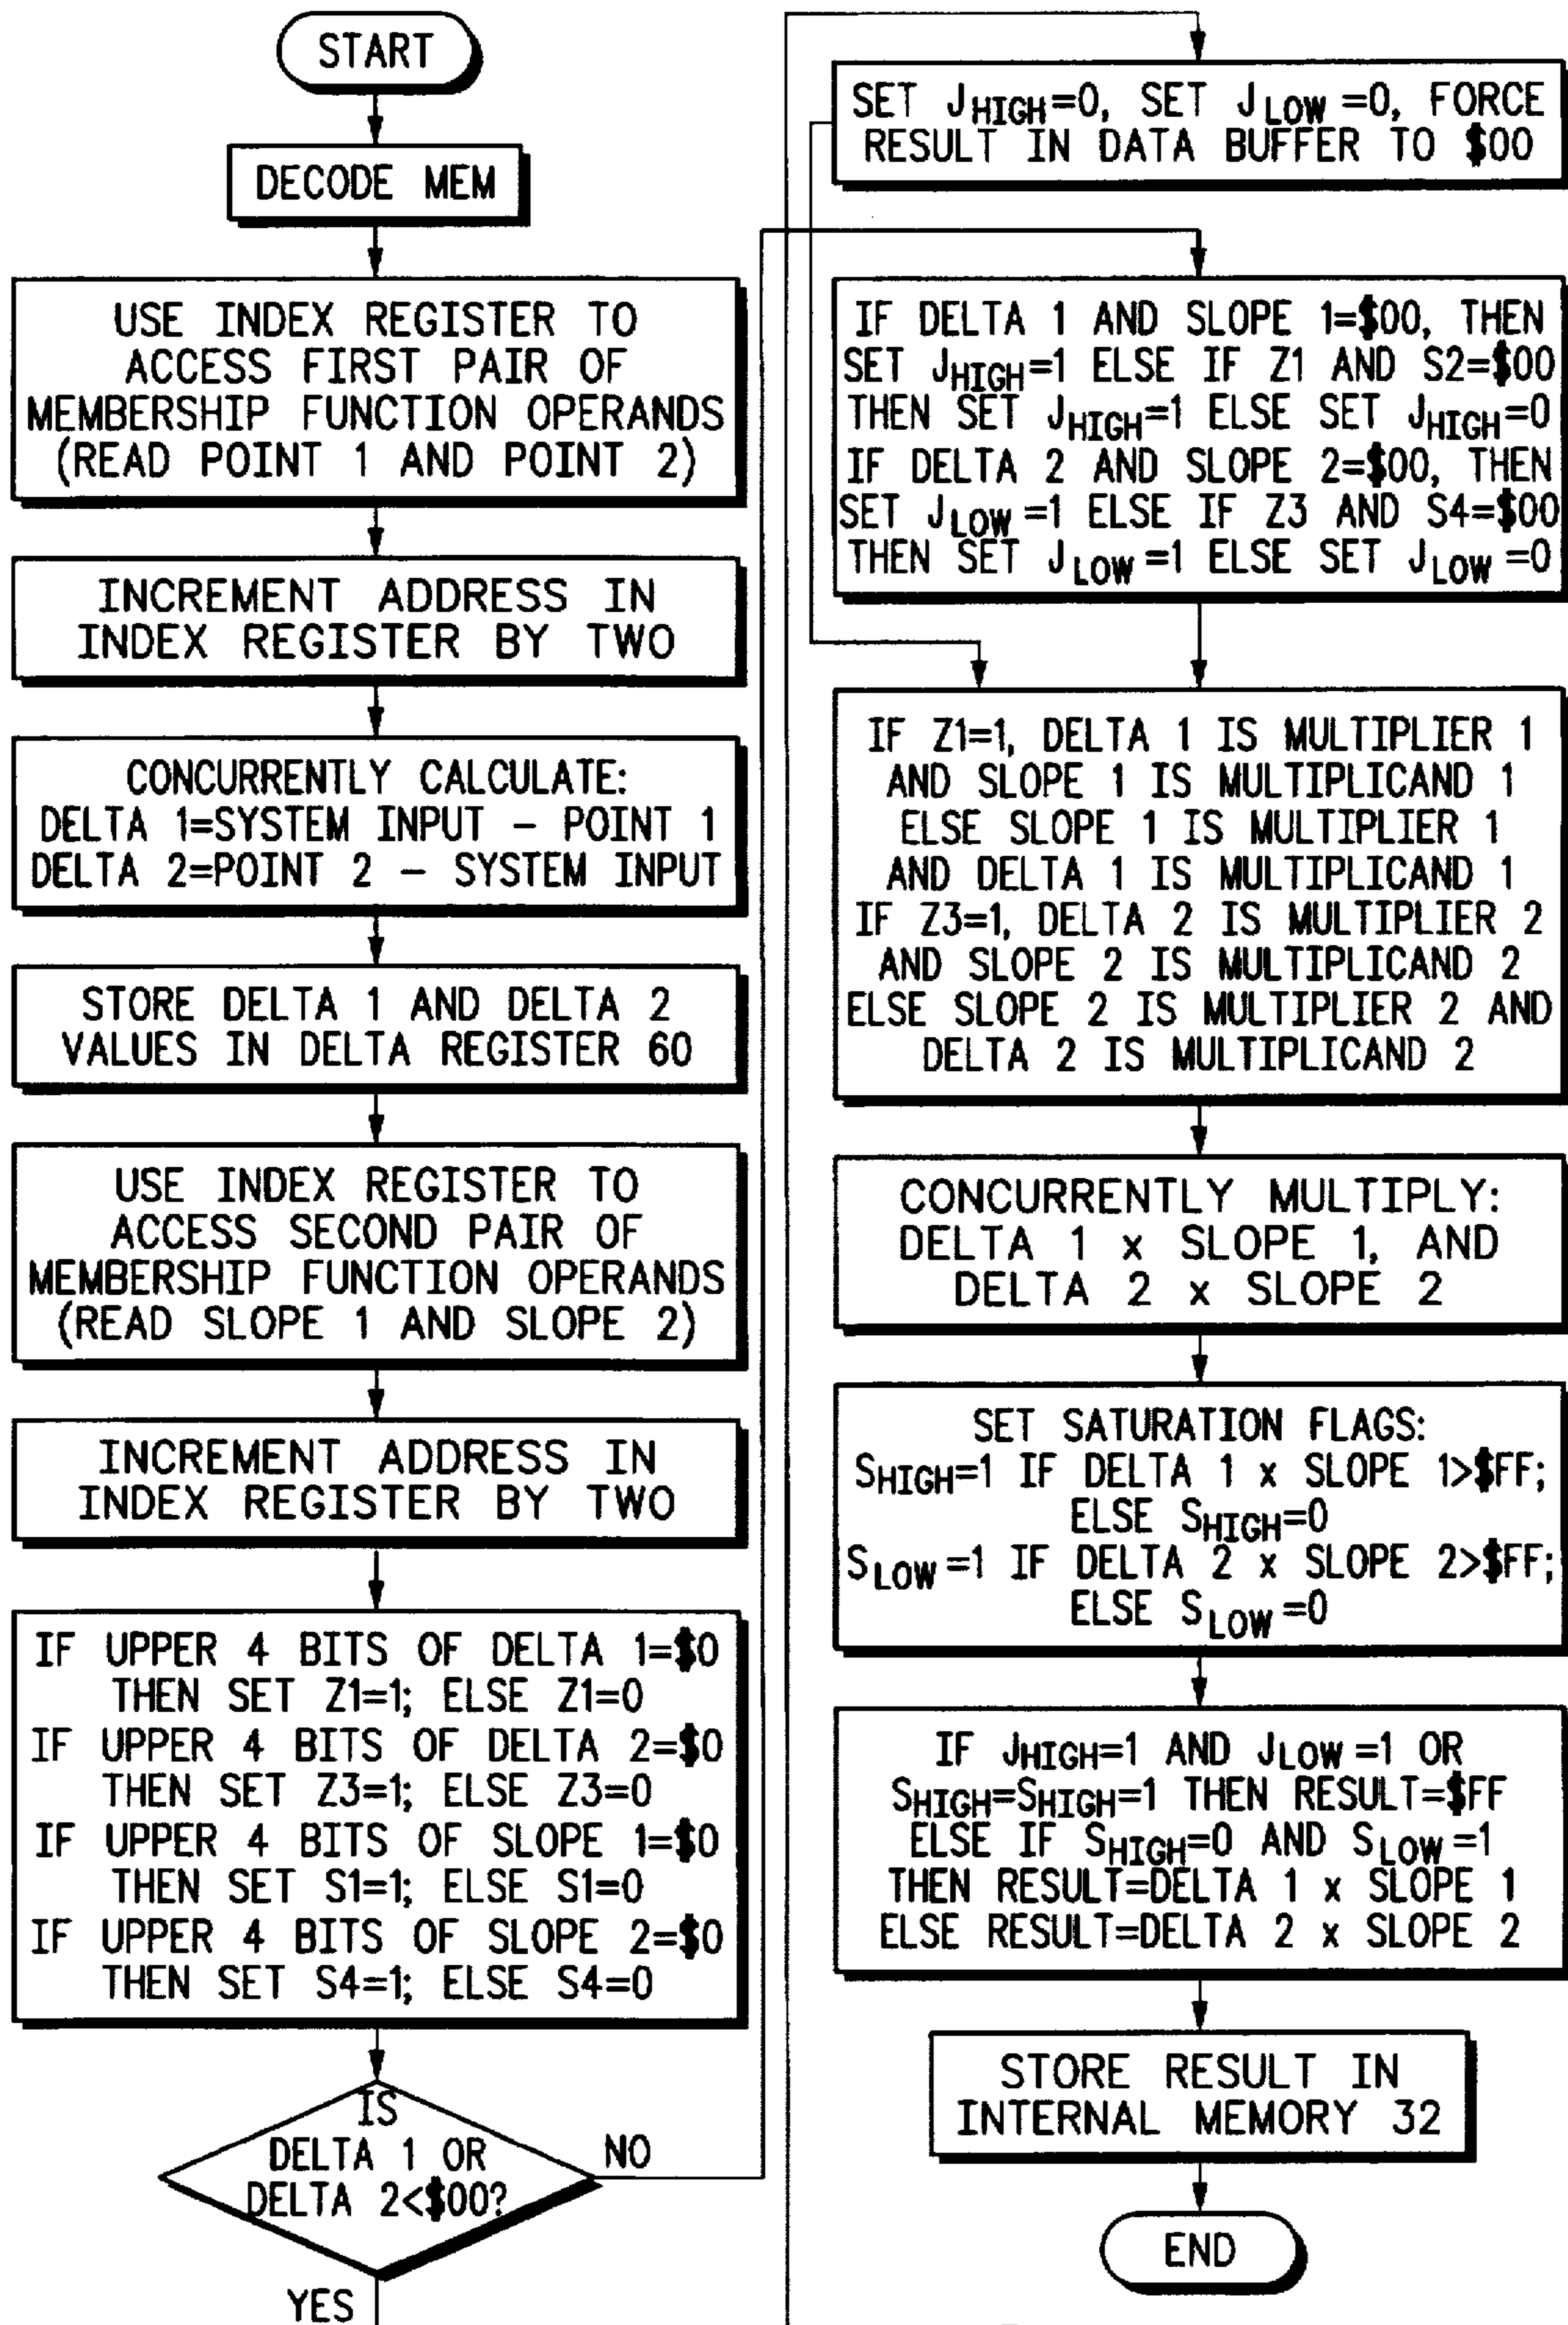 START
DECODE MEM
USE INDEX REGISTER TO
ACCESS FIRST PAIR OF
MEMBERSHIP FUNCTION OPERANDS
(READ POINT 1 AND POINT 2)
INCREMENT ADDRESS IN
INDEX REGISTER BY TWO
CONCURRENTLY CALCULATE:
DELTA 1=SYSTEM INPUT – POINT 1
DELTA 2=POINT 2 – SYSTEM INPUT
STORE DELTA 1 AND DELTA 2
VALUES IN DELTA REGISTER 60
USE INDEX REGISTER TO
ACCESS SECOND PAIR OF
MEMBERSHIP FUNCTION OPERANDS
(READ SLOPE 1 AND SLOPE 2)
INCREMENT ADDRESS IN
INDEX REGISTER BY TWO
IF UPPER 4 BITS OF DELTA 1=$0
THEN SET Z1=1; ELSE Z1=0
IF UPPER 4 BITS OF DELTA 2=$0
THEN SET Z3=1; ELSE Z3=0
IF UPPER 4 BITS OF SLOPE 1=$0
THEN SET S1=1; ELSE S1=0
IF UPPER 4 BITS OF SLOPE 2=$0
THEN SET S4=1; ELSE S4=0
IS
DELTA 1 OR
DELTA 2<$00?
NO
YES
SET JHIGH=0, SET JLOW=0, FORCE
RESULT IN DATA BUFFER TO $00
IF DELTA 1 AND SLOPE 1=$00, THEN
SET JHIGH=1 ELSE IF Z1 AND S2=$00
THEN SET JHIGH=1 ELSE SET JHIGH=0
IF DELTA 2 AND SLOPE 2=$00, THEN
SET JLOW=1 ELSE IF Z3 AND S4=$00
THEN SET JLOW=1 ELSE SET JLOW=0
IF Z1=1, DELTA 1 IS MULTIPLIER 1
AND SLOPE 1 IS MULTIPLICAND 1
ELSE SLOPE 1 IS MULTIPLIER 1
AND DELTA 1 IS MULTIPLICAND 1
IF Z3=1, DELTA 2 IS MULTIPLIER 2
AND SLOPE 2 IS MULTIPLICAND 2
ELSE SLOPE 2 IS MULTIPLIER 2 AND
DELTA 2 IS MULTIPLICAND 2
CONCURRENTLY MULTIPLY:
DELTA 1 x SLOPE 1, AND
DELTA 2 x SLOPE 2
SET SATURATION FLAGS:
SHIGH=1 IF DELTA 1 x SLOPE 1>$FF;
ELSE SHIGH=0
SLOW=1 IF DELTA 2 x SLOPE 2>$FF;
ELSE SLOW=0
IF JHIGH=1 AND JLOW=1 OR
SHIGH=SHIGH=1 THEN RESULT=$FF
ELSE IF SHIGH=0 AND SLOW=1
THEN RESULT=DELTA 1 x SLOPE 1
ELSE RESULT=DELTA 2 x SLOPE 2
STORE RESULT IN
INTERNAL MEMORY 32
END